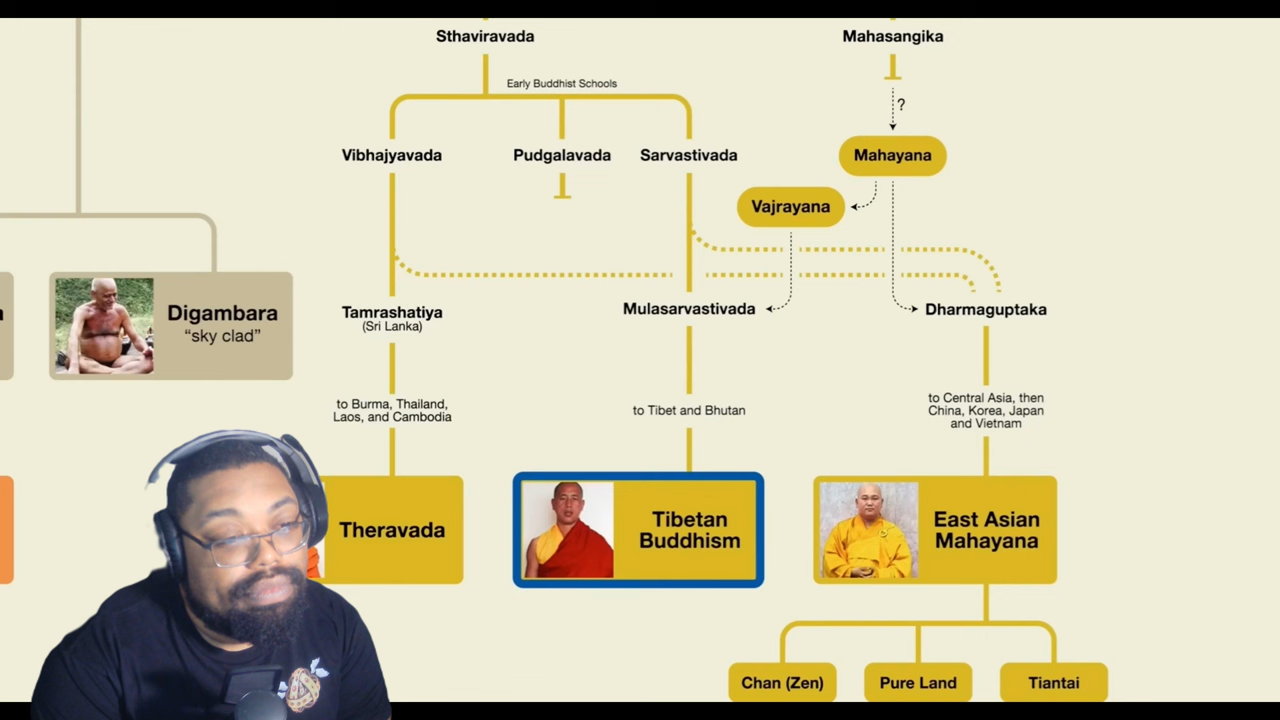 Sthaviravada
Mahasangika
Early Buddhist Schools
?
Vibhajyavada
Pudgalavada
Sarvastivada
Mahayana
Vajrayana
Digambara
“sky clad”
Tamrashatiya
(Sri Lanka)
Mulasarvastivada
Dharmaguptaka
to Burma, Thailand,
Laos, and Cambodia
to Tibet and Bhutan
to Central Asia, then
China, Korea, Japan
and Vietnam
Theravada
Tibetan
Buddhism
East Asian
Mahayana
Chan (Zen)
Pure Land
Tiantai